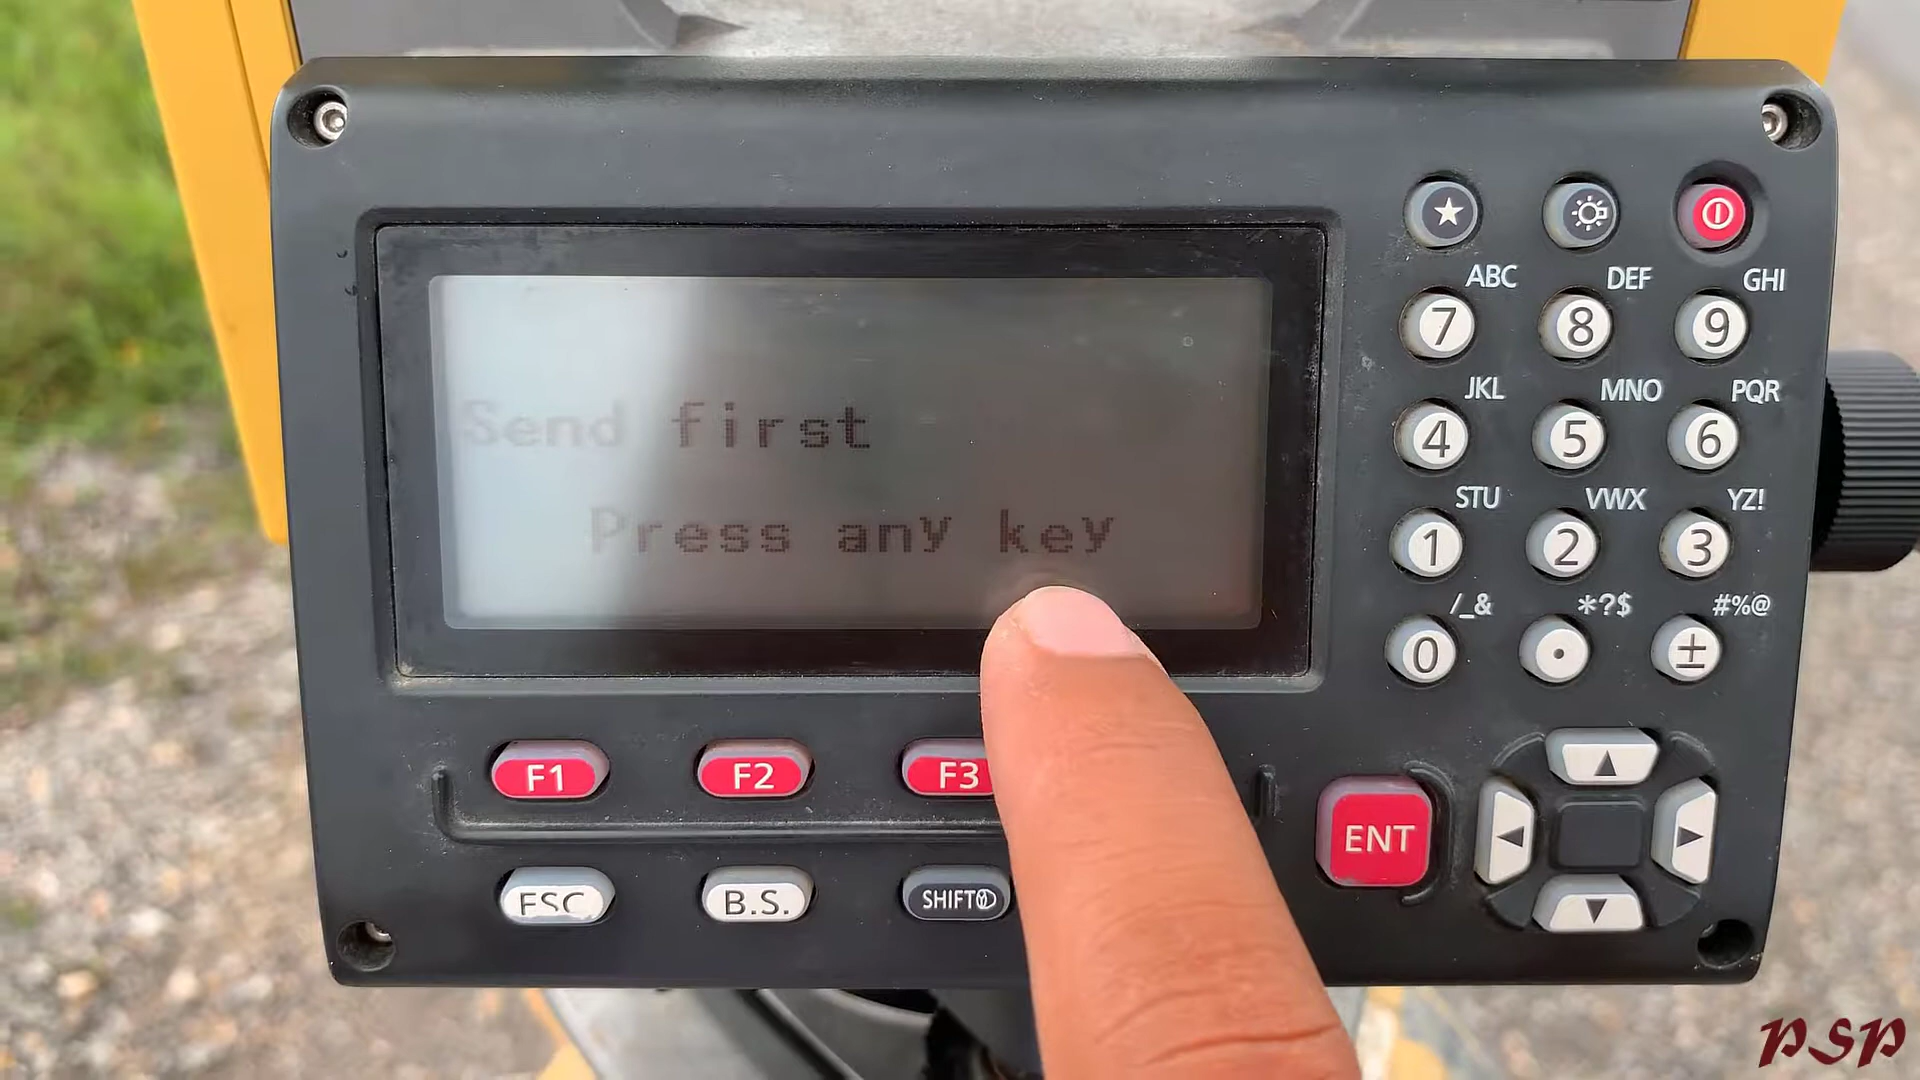 Send first
Press any key
ABC DEF GHI
7 8 9
JKL MNO PQR
4 5 6
STU VWX YZ!
1 2 3
/_& *?$ #%@
0 . ±
F1 F2 F3
ENT
ESC B.S. SHIFT
PSP